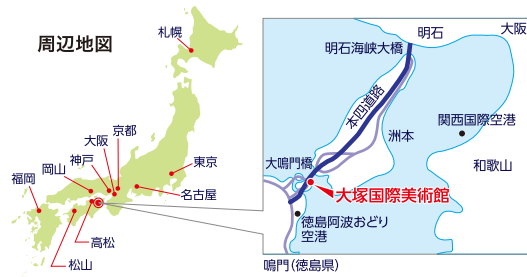 周辺地図
札幌
京都
大阪
神戸
岡山
福岡
東京
名古屋
高松
松山
明石
大阪
明石海峡大橋
本四道路
関西国際空港
洲本
大鳴門橋
和歌山
大塚国際美術館
徳島阿波おどり
空港
鳴門(徳島県)